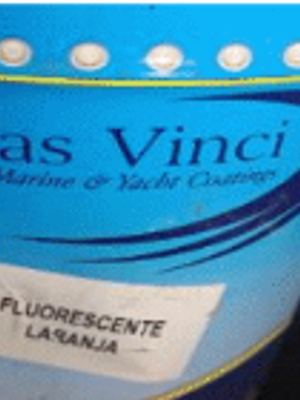 as Vinci
Marine & Yacht Coatings
FLUORESCENTE
LARANJA